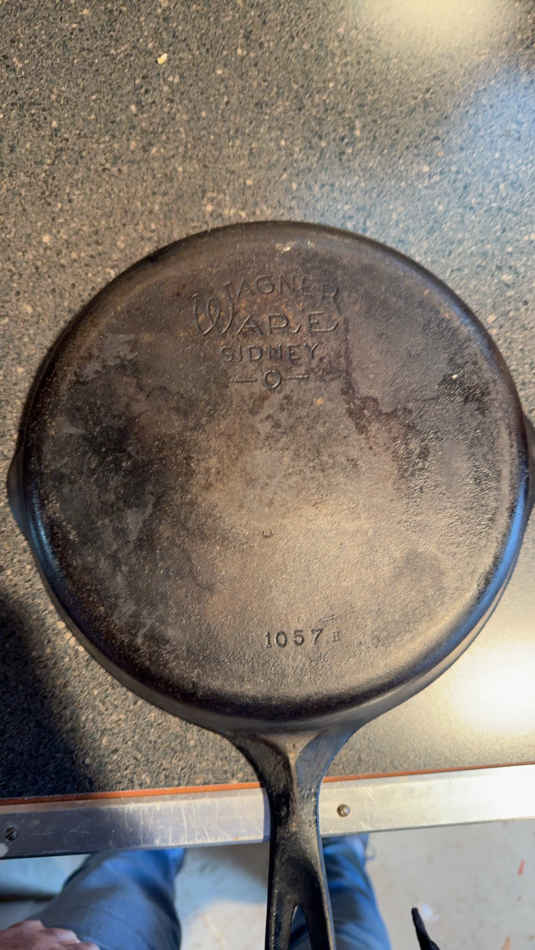 WAGNER
WARE
SIDNEY
-O-
1057 B